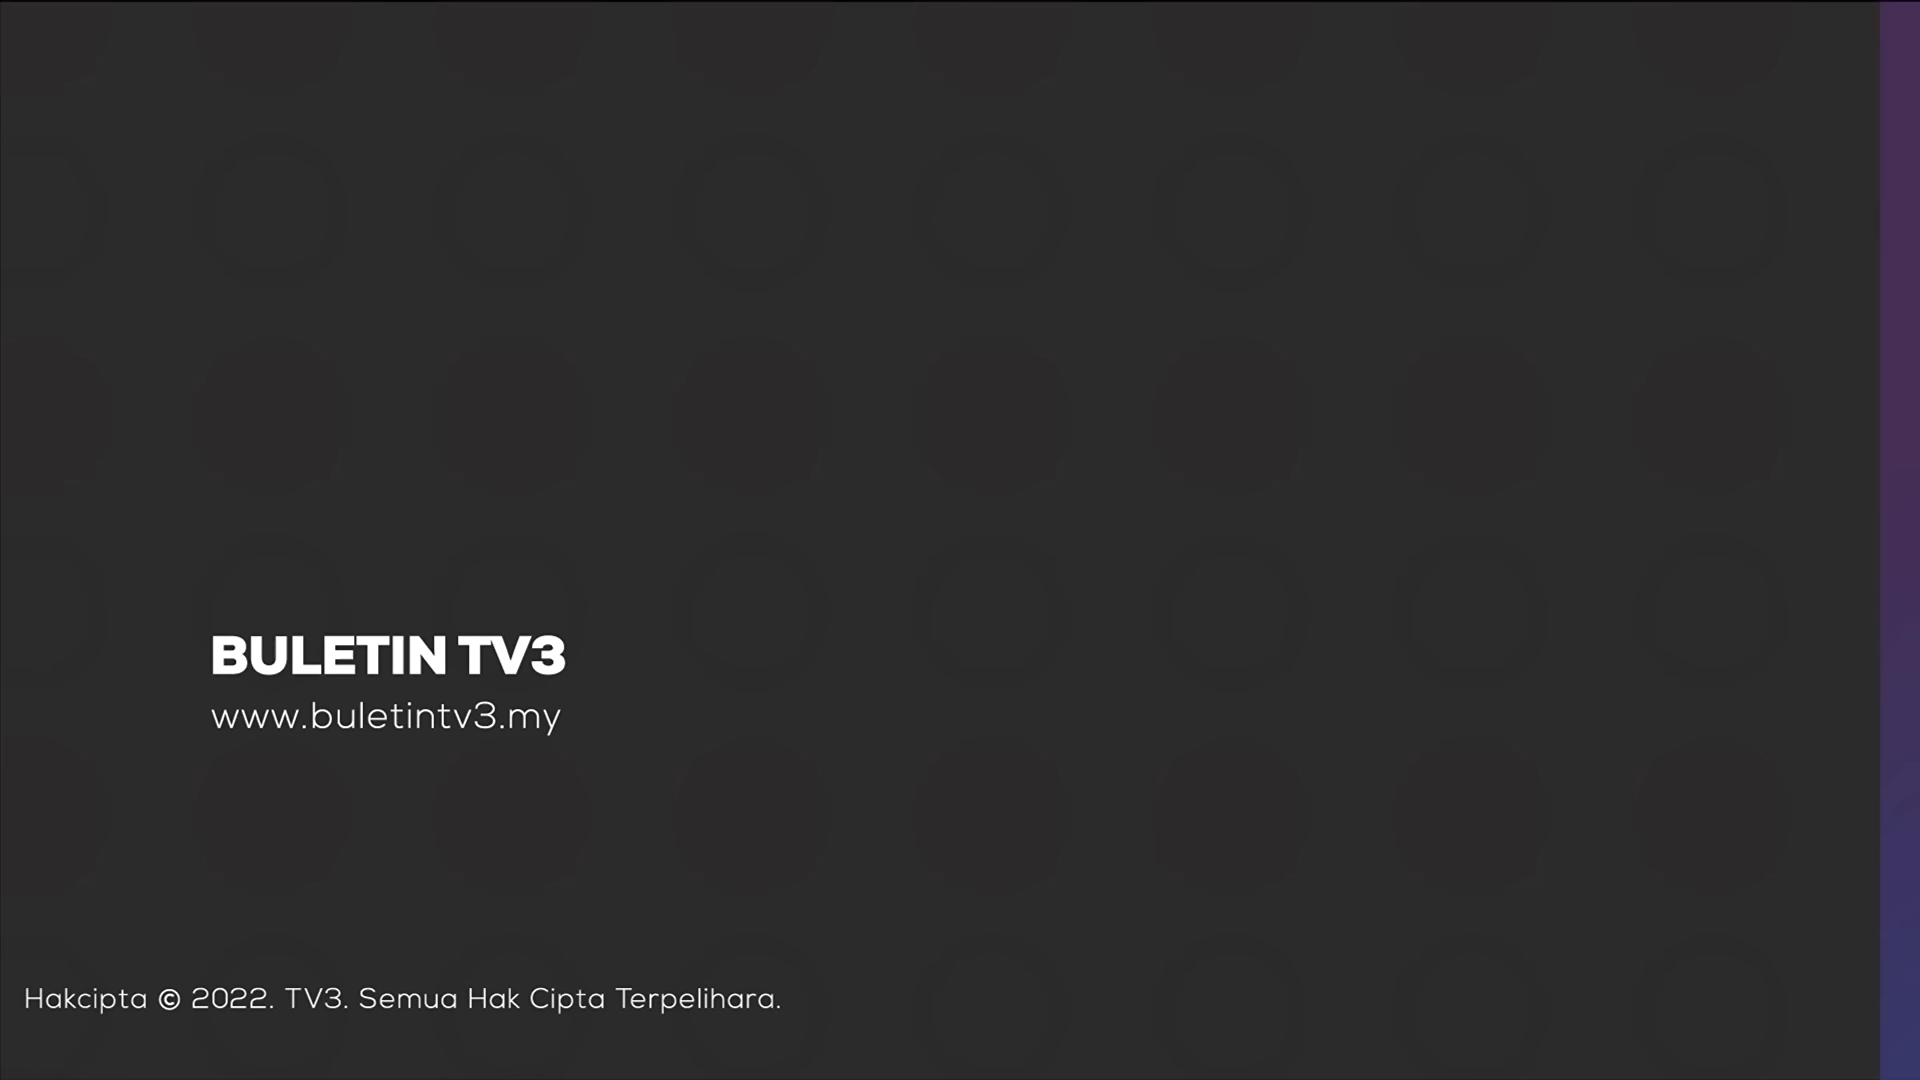 BULETIN TV3
www.buletintv3.my
Hakcipta © 2022. TV3. Semua Hak Cipta Terpelihara.